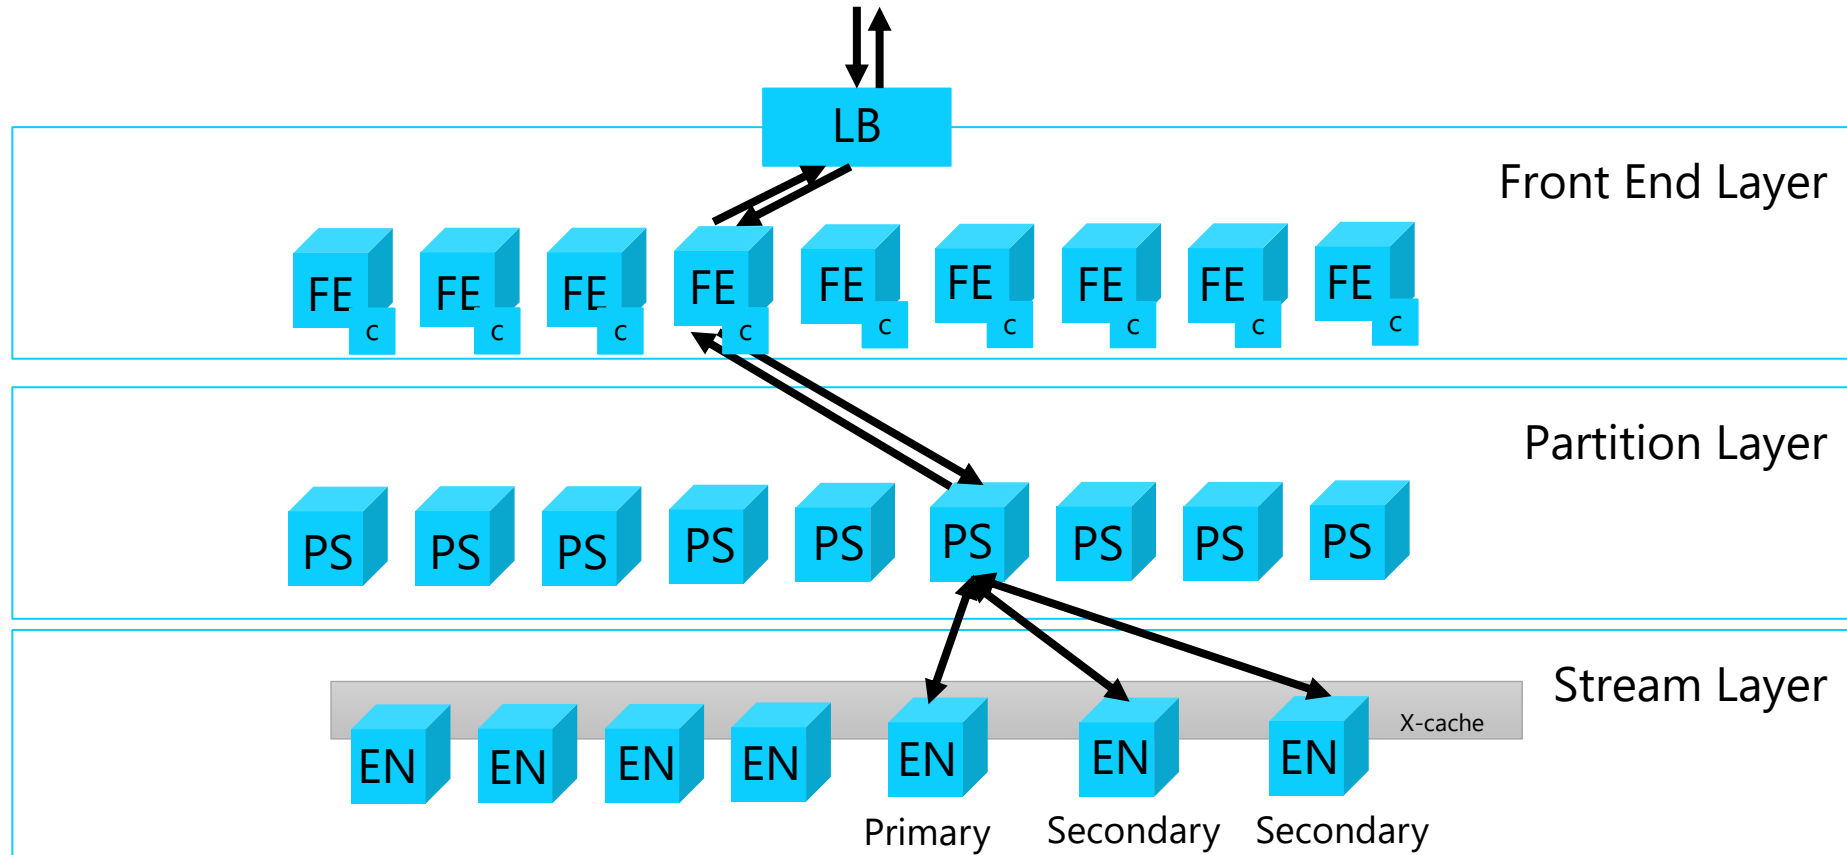 LB
Front End Layer
FE FE FE FE FE FE FE FE FE
c c c c c c c c c
Partition Layer
PS PS PS PS PS PS PS PS PS
Stream Layer
X-cache
EN EN EN EN EN EN EN
Primary Secondary Secondary